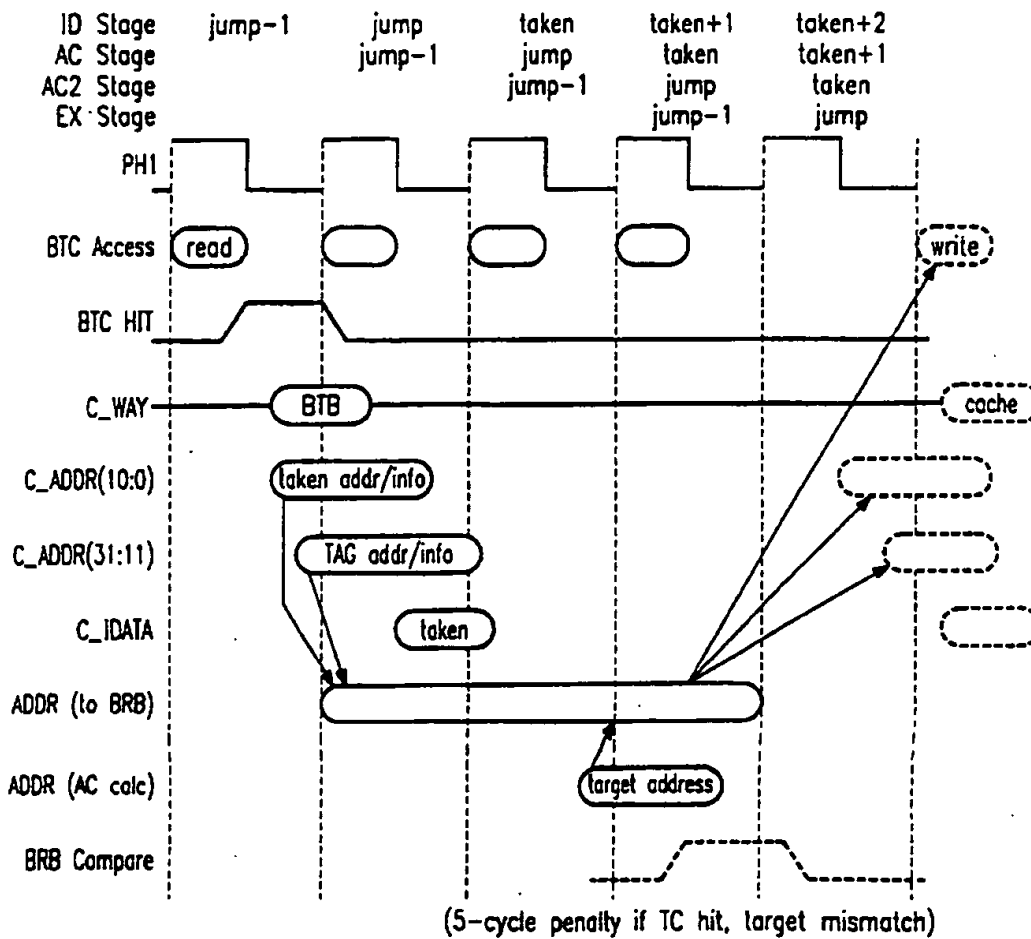 ID Stage jump-1 jump taken taken+1 taken+2
AC Stage jump-1 jump taken taken+1
AC2 Stage jump-1 jump taken
EX Stage jump-1 jump
PH1
BTC Access read write
BTC HIT
C_WAY BTB cache
C_ADDR(10:0) taken addr/info
C_ADDR(31:11) TAG addr/info
C_IDATA taken
ADDR (to BRB)
ADDR (AC calc) target address
BRB Compare
(5-cycle penalty if TC hit, target mismatch)